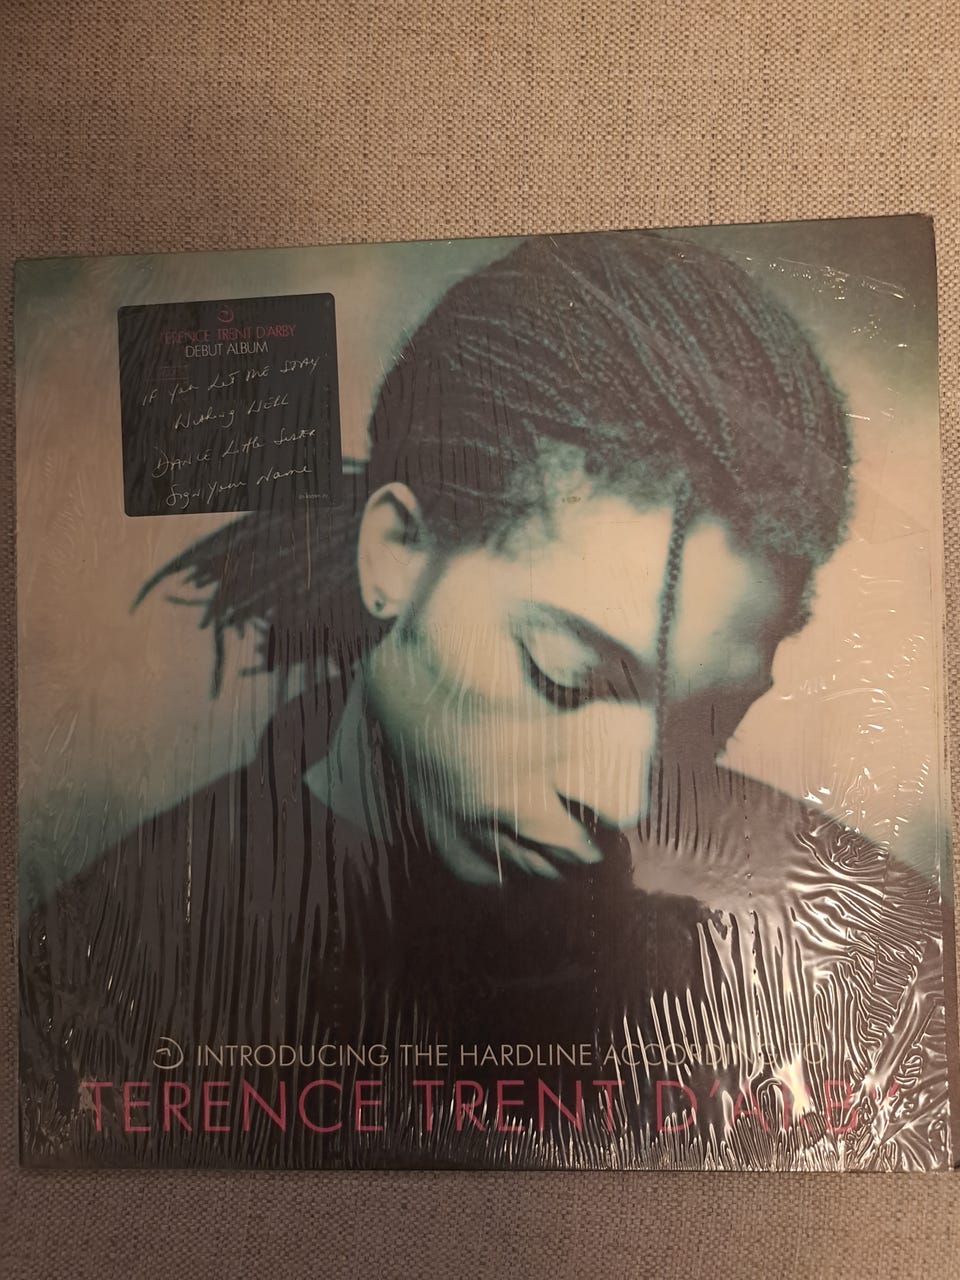 TERENCE TRENT D'ARBY
DEBUT ALBUM
IF You LET ME STAY
Wishing WELL
DANCE Little SisteR
Sign Your Name
INTRODUCING THE HARDLINE ACCORDING TO
TERENCE TRENT D'ARBY